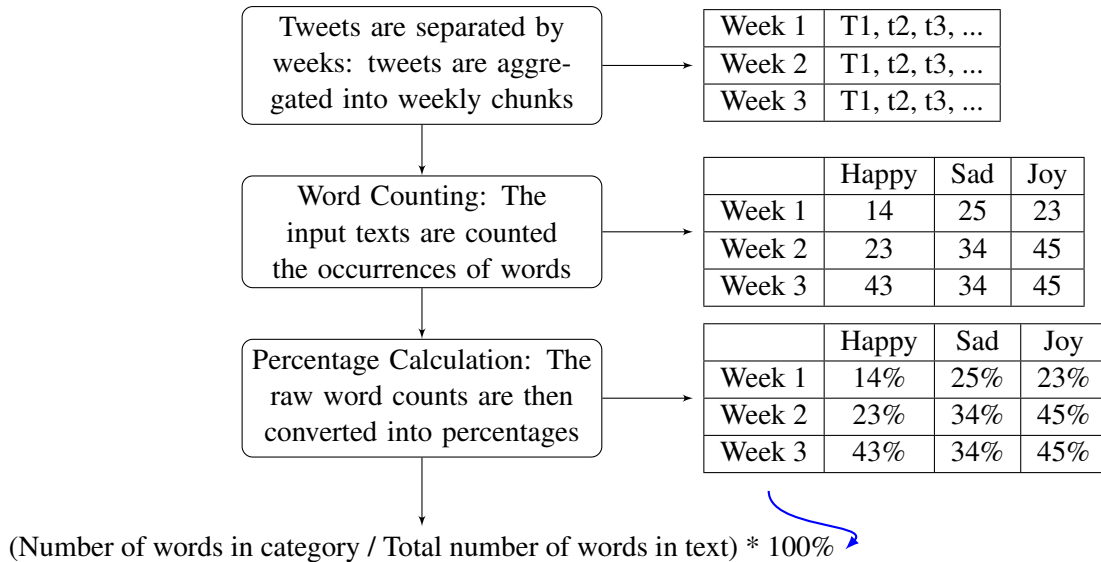 Tweets are separated by
weeks: tweets are aggre-
gated into weekly chunks
Week 1 T1, t2, t3, ...
Week 2 T1, t2, t3, ...
Week 3 T1, t2, t3, ...
Word Counting: The
input texts are counted
the occurrences of words
Happy Sad Joy
Week 1 14 25 23
Week 2 23 34 45
Week 3 43 34 45
Percentage Calculation: The
raw word counts are then
converted into percentages
Happy Sad Joy
Week 1 14% 25% 23%
Week 2 23% 34% 45%
Week 3 43% 34% 45%
(Number of words in category / Total number of words in text) * 100%